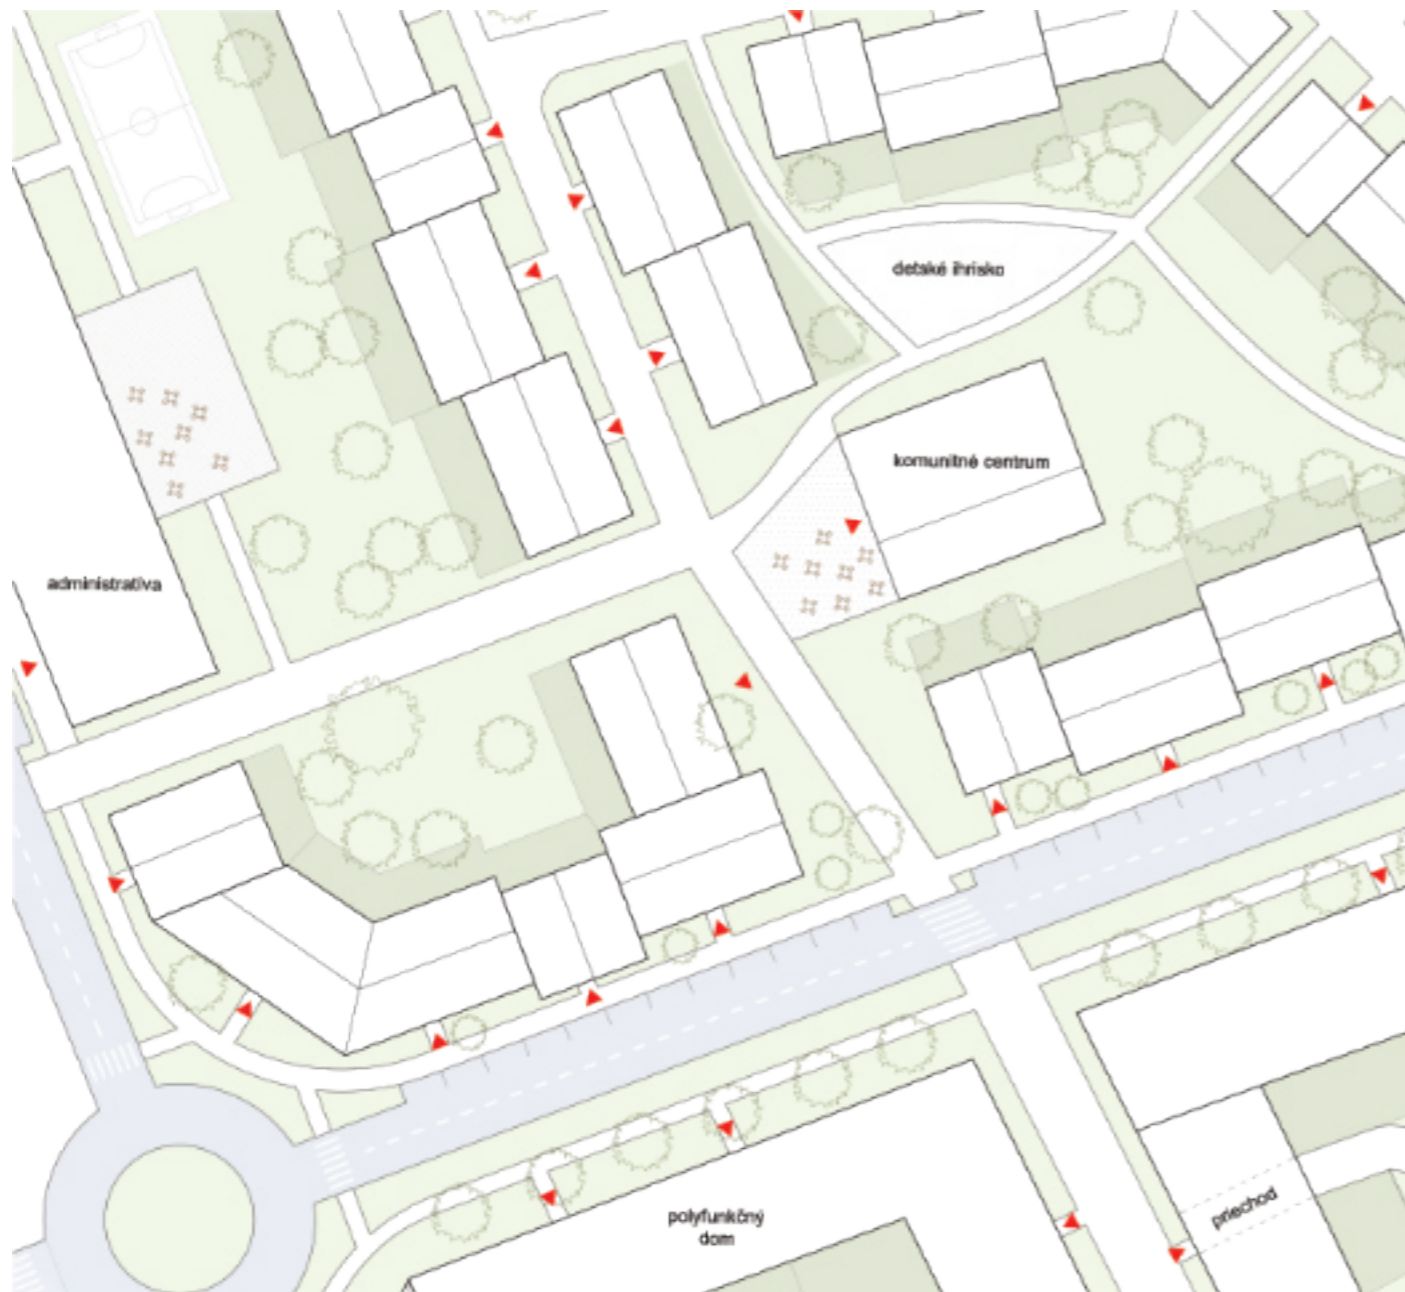 detské ihrisko
komunitné centrum
administratíva
polyfunkčný
dom
priechod